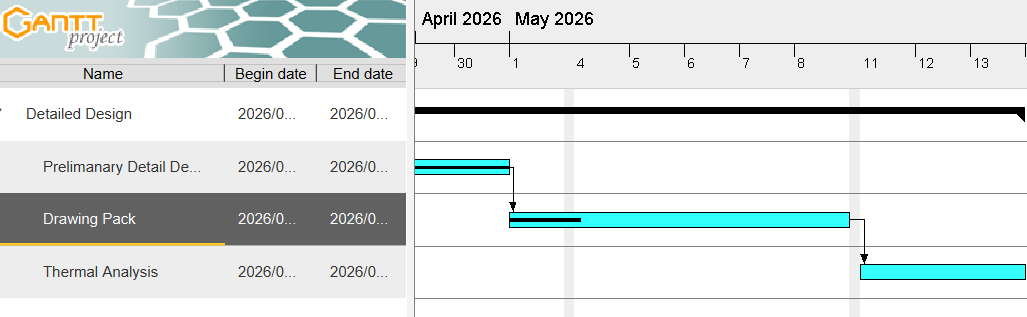 GANTT
project
April 2026 May 2026
30 1 4 5 6 7 8 11 12 13
Name Begin date End date
Detailed Design 2026/0... 2026/0...
Prelimanary Detail De... 2026/0... 2026/0...
Drawing Pack 2026/0... 2026/0...
Thermal Analysis 2026/0... 2026/0...